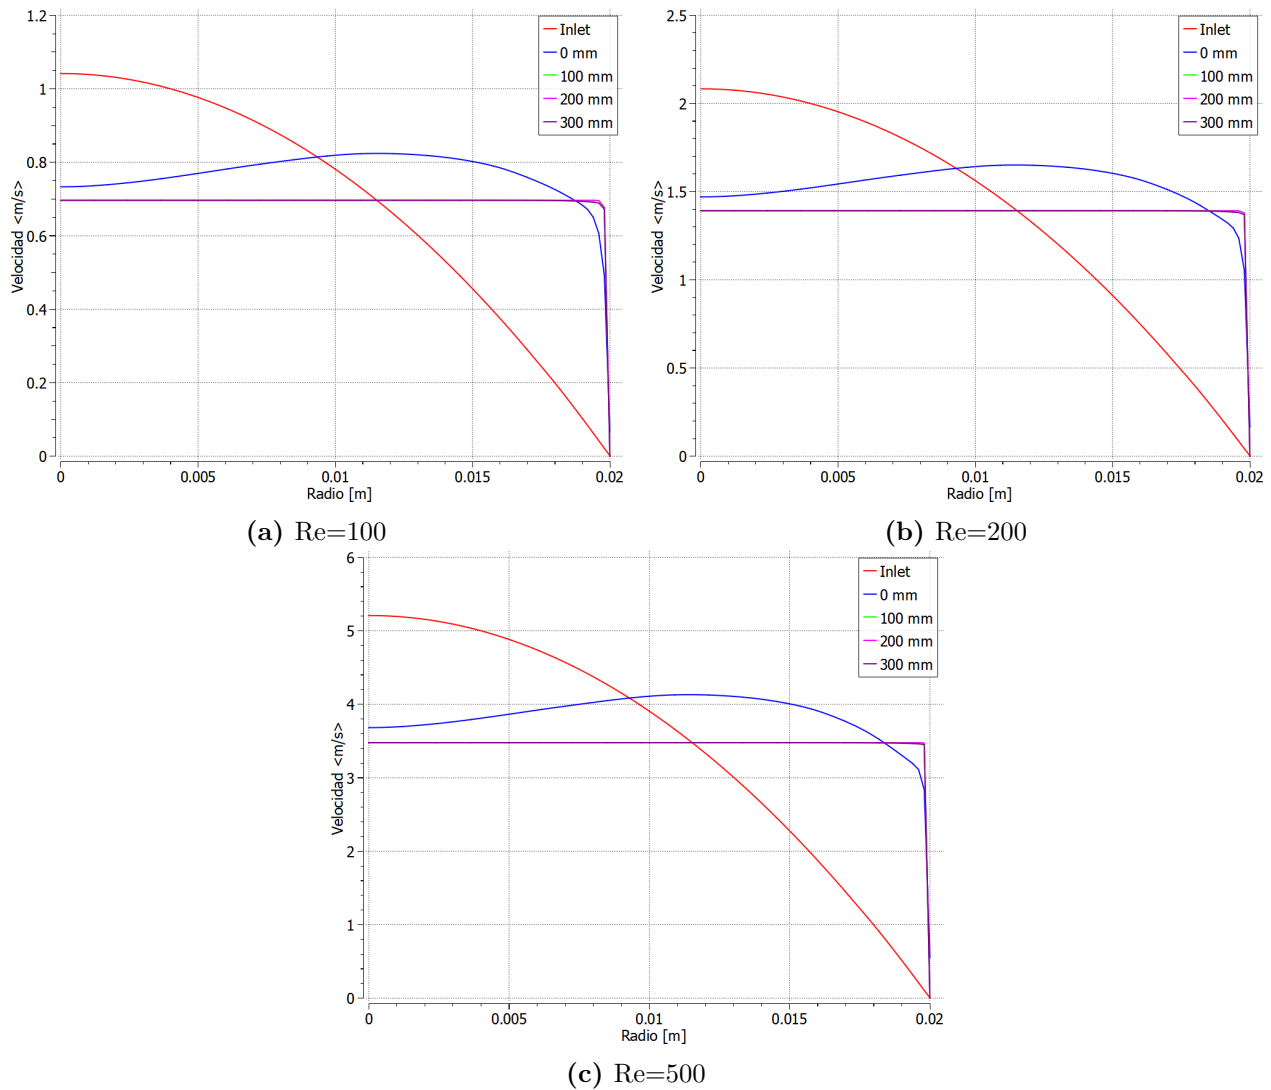 1.2
1
0.8
0.6
0.4
0.2
0
Velocidad <m/s>
0 0.005 0.01 0.015 0.02
Radio [m]
Inlet
0 mm
100 mm
200 mm
300 mm
(a) Re=100
2.5
2
1.5
1
0.5
0
Velocidad <m/s>
0 0.005 0.01 0.015 0.02
Radio [m]
Inlet
0 mm
100 mm
200 mm
300 mm
(b) Re=200
6
5
4
3
2
1
0
Velocidad <m/s>
0 0.005 0.01 0.015 0.02
Radio [m]
Inlet
0 mm
100 mm
200 mm
300 mm
(c) Re=500